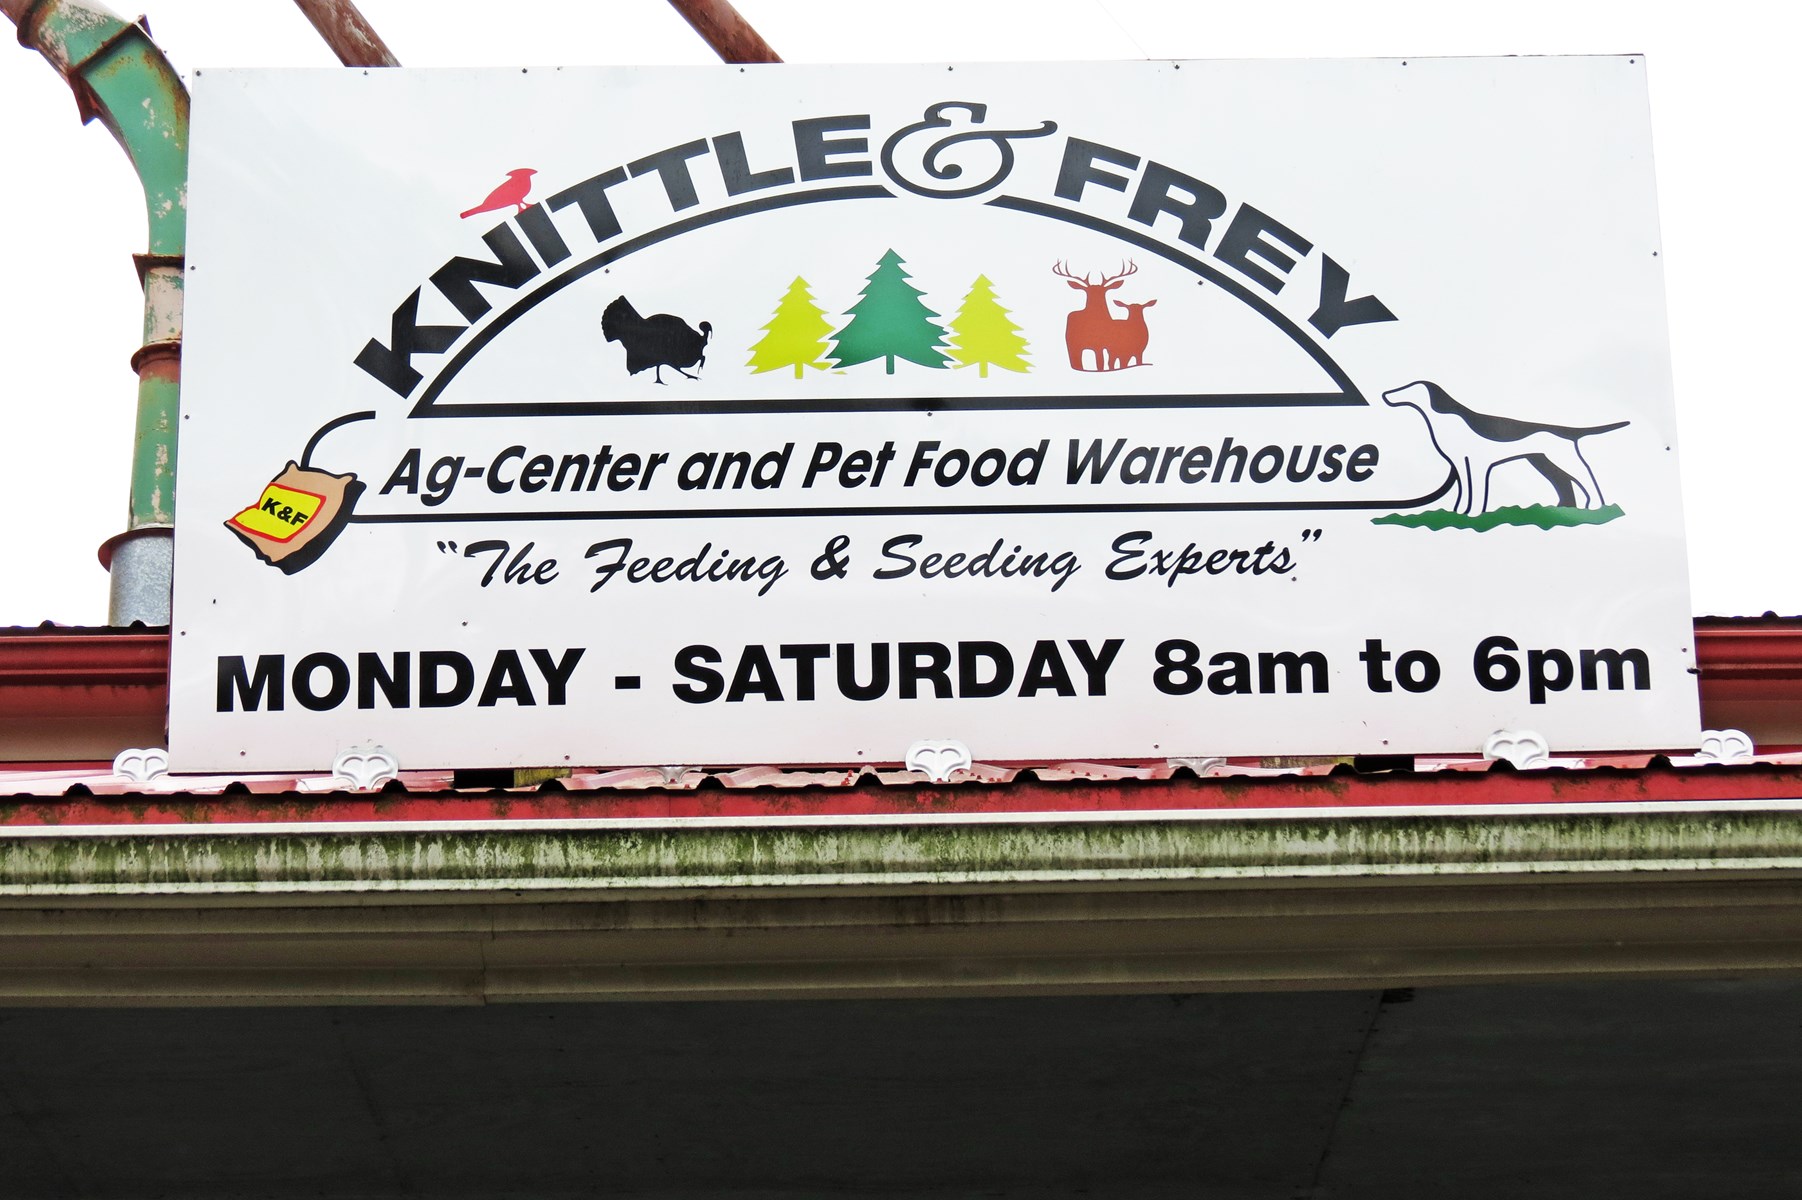 KNITTLE & FREY
Ag-Center and Pet Food Warehouse
K&F
"The Feeding & Seeding Experts"
MONDAY - SATURDAY 8am to 6pm